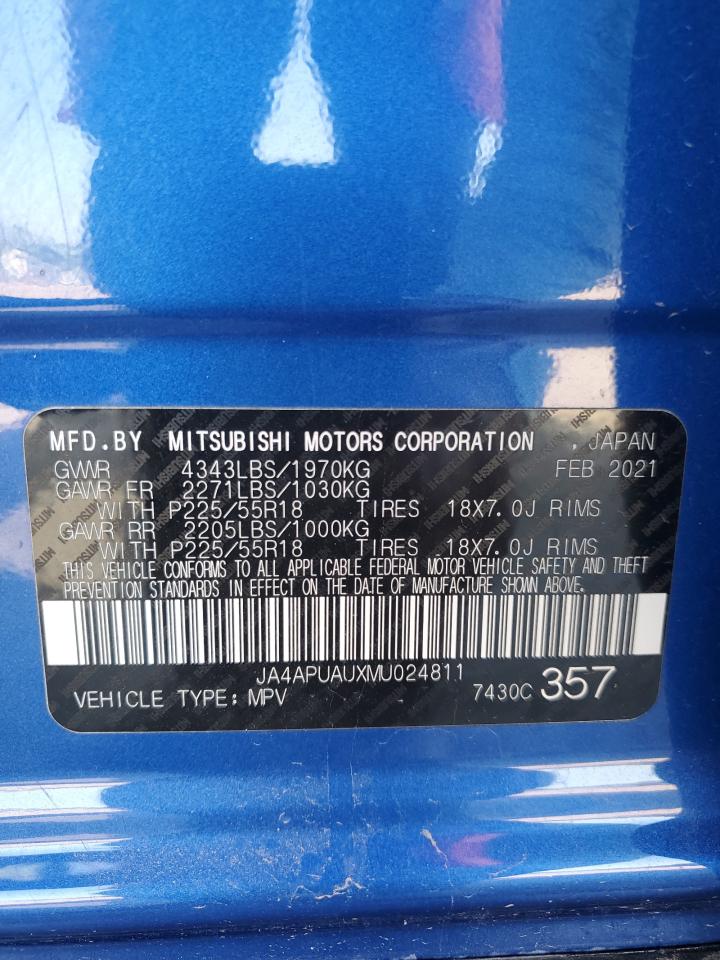 MFD.BY MITSUBISHI MOTORS CORPORATION , JAPAN
GVWR 4343LBS/1970KG FEB 2021
GAWR FR 2271LBS/1030KG
WITH P225/55R18 TIRES 18X7.0J RIMS
GAWR RR 2205LBS/1000KG
WITH P225/55R18 TIRES 18X7.0J RIMS
THIS VEHICLE CONFORMS TO ALL APPLICABLE FEDERAL MOTOR VEHICLE SAFETY AND THEFT
PREVENTION STANDARDS IN EFFECT ON THE DATE OF MANUFACTURE SHOWN ABOVE.
JA4APUAUXMU024811
VEHICLE TYPE: MPV 7430C 357